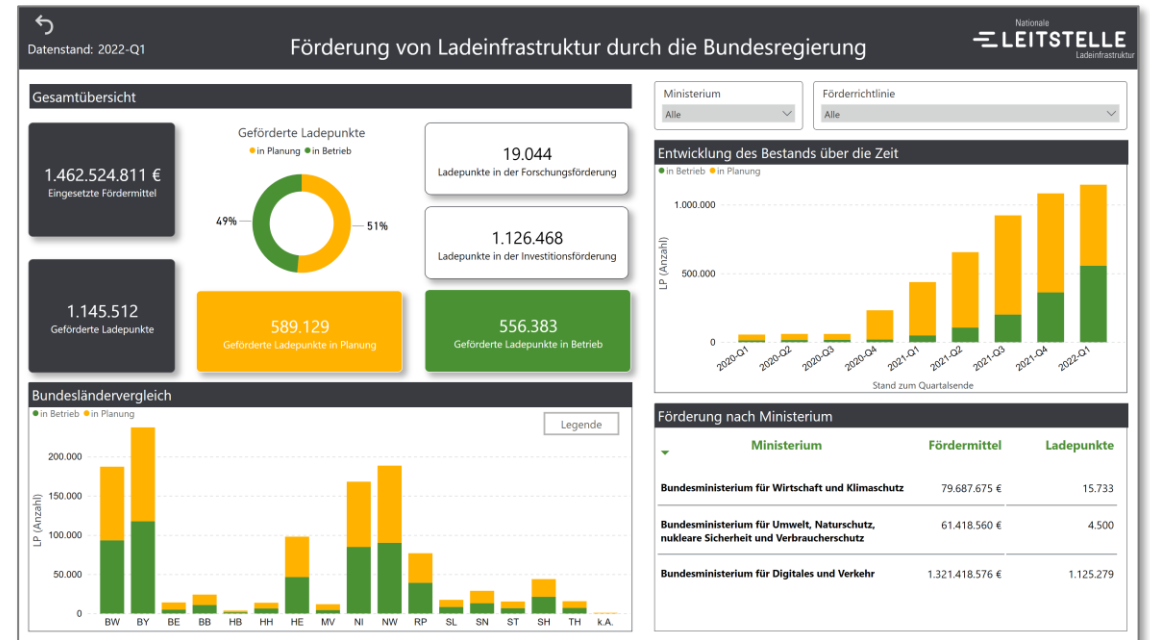 Datenstand: 2022-Q1
Förderung von Ladeinfrastruktur durch die Bundesregierung
Nationale
LEITSTELLE
Ladeinfrastruktur
Gesamtübersicht
1.462.524.811 €
Eingesetzte Fördermittel
1.145.512
Geförderte Ladepunkte
Geförderte Ladepunkte
in Planung in Betrieb
49%
51%
19.044
Ladepunkte in der Forschungsförderung
1.126.468
Ladepunkte in der Investitionsförderung
589.129
Geförderte Ladepunkte in Planung
556.383
Geförderte Ladepunkte in Betrieb
Ministerium
Alle
Förderrichtlinie
Alle
Entwicklung des Bestands über die Zeit
in Betrieb in Planung
LP (Anzahl)
1.000.000
500.000
0
2020-Q1 2020-Q2 2020-Q3 2020-Q4 2021-Q1 2021-Q2 2021-Q3 2021-Q4 2022-Q1
Stand zum Quartalsende
Bundesländervergleich
in Betrieb in Planung
Legende
LP (Anzahl)
200.000
150.000
100.000
50.000
0
BW BY BE BB HB HH HE MV NI NW RP SL SN ST SH TH k.A.
Förderung nach Ministerium
Ministerium Fördermittel Ladepunkte
Bundesministerium für Wirtschaft und Klimaschutz 79.687.675 € 15.733
Bundesministerium für Umwelt, Naturschutz,
nukleare Sicherheit und Verbraucherschutz 61.418.560 € 4.500
Bundesministerium für Digitales und Verkehr 1.321.418.576 € 1.125.279